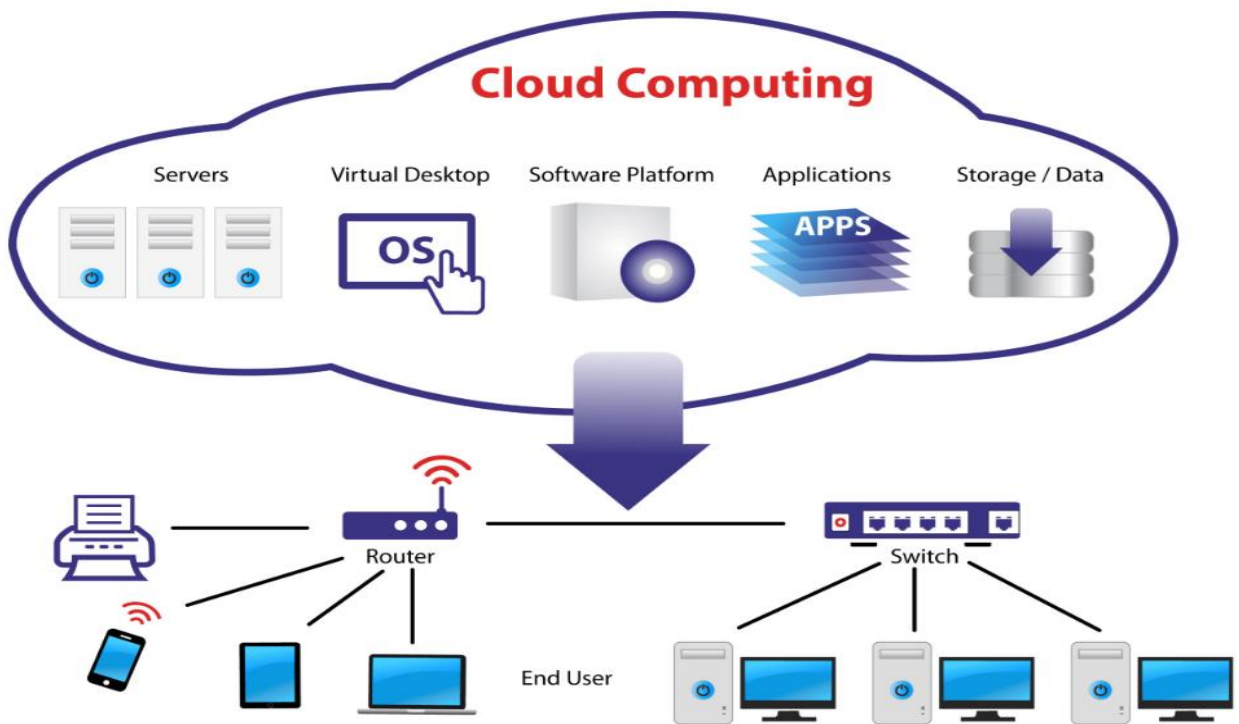 Cloud Computing
Servers
Virtual Desktop
Software Platform
Applications
Storage / Data
OS
APPS
Router
Switch
End User